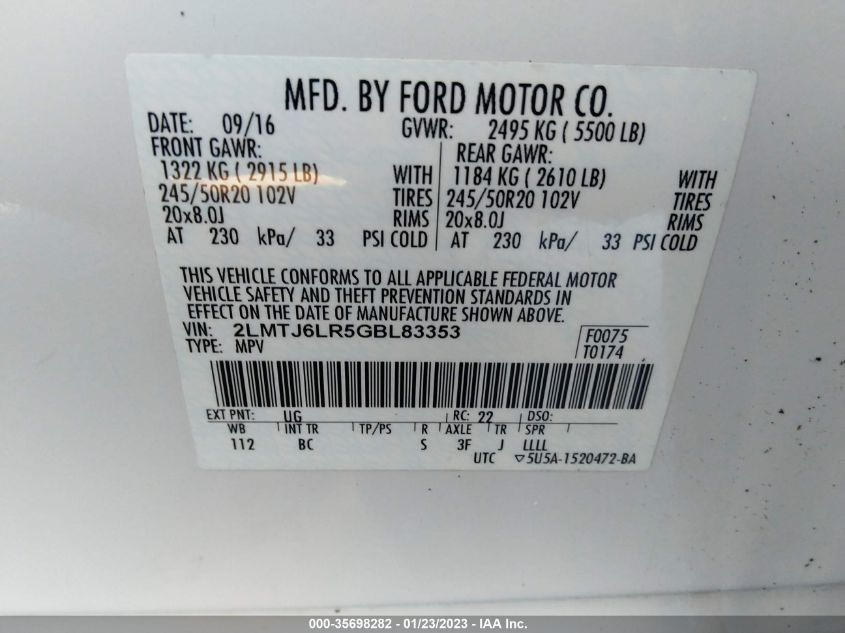 MFD. BY FORD MOTOR CO.
DATE: 09/16 GVWR: 2495 KG ( 5500 LB)
FRONT GAWR: REAR GAWR:
1322 KG ( 2915 LB) WITH 1184 KG ( 2610 LB) WITH
245/50R20 102V TIRES 245/50R20 102V TIRES
20x8.0J RIMS 20x8.0J RIMS
AT 230 kPa/ 33 PSI COLD AT 230 kPa/ 33 PSI COLD
THIS VEHICLE CONFORMS TO ALL APPLICABLE FEDERAL MOTOR
VEHICLE SAFETY AND THEFT PREVENTION STANDARDS IN
EFFECT ON THE DATE OF MANUFACTURE SHOWN ABOVE.
VIN: 2LMTJ6LR5GBL83353 F0075
TYPE: MPV T0174
EXT PNT: UG RC: 22 DSO:
WB INT TR TP/PS R AXLE TR SPR
112 BC S 3F J LLLL
UTC ▽5U5A-1520472-BA
000-35698282 - 01/23/2023 - IAA Inc.